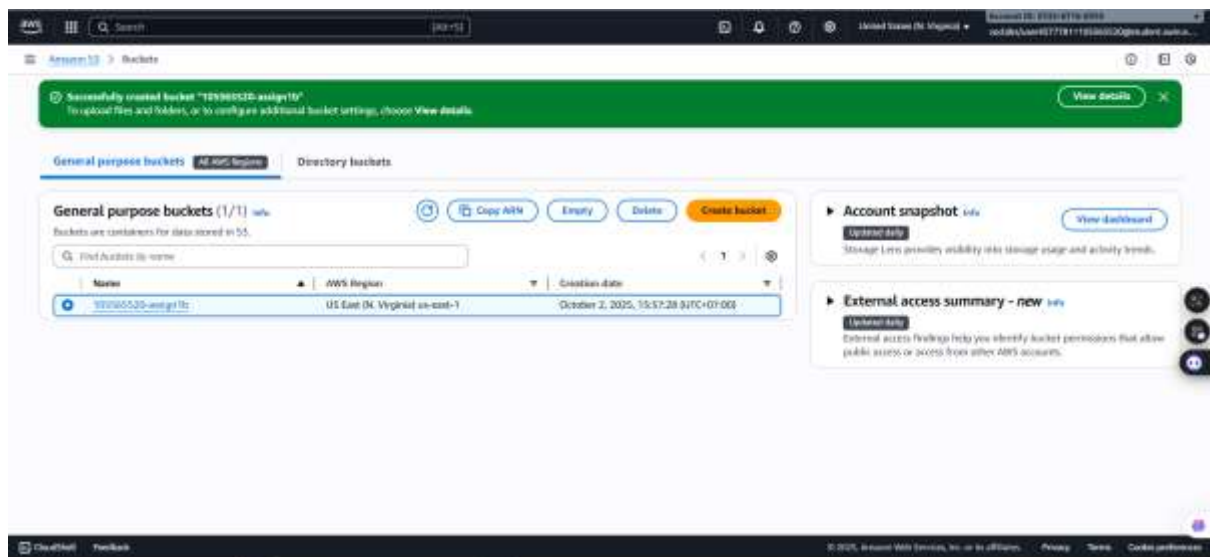 aws Search [Alt+S] United States (N. Virginia)
Amazon S3 > Buckets
Successfully created bucket "105565520-assign1b"
To upload files and folders, or to configure additional bucket settings, choose View details.
View details
General purpose buckets All AWS Regions Directory buckets
General purpose buckets (1/1) Info
Copy ARN Empty Delete Create bucket
Buckets are containers for data stored in S3.
Find buckets by name
1
Name AWS Region Creation date
105565520-assign1b US East (N. Virginia) us-east-1 October 2, 2025, 15:57:28 (UTC+07:00)
Account snapshot Info
View dashboard
Updated daily
Storage Lens provides visibility into storage usage and activity trends.
External access summary - new Info
Updated daily
External access findings help you identify bucket permissions that allow
public access or access from other AWS accounts.
CloudShell Feedback © 2025, Amazon Web Services, Inc. or its affiliates. Privacy Terms Cookie preferences